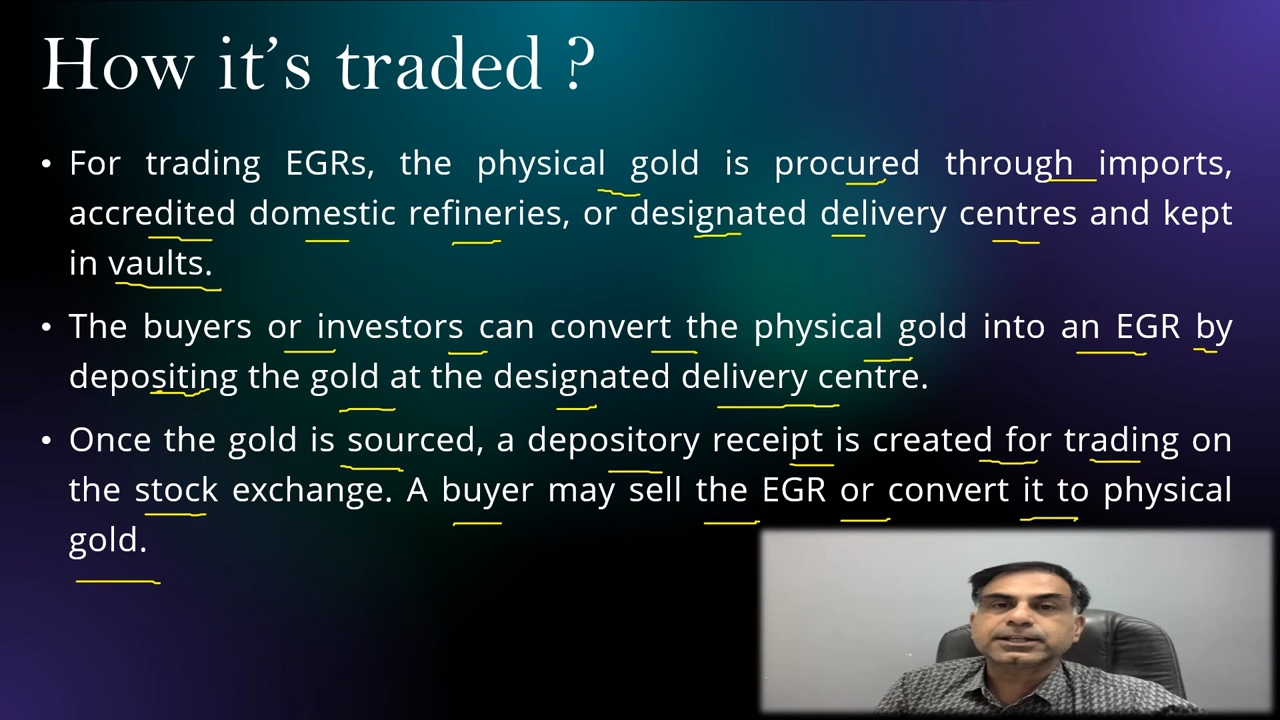 How it's traded ?
• For trading EGRs, the physical gold is procured through imports,
accredited domestic refineries, or designated delivery centres and kept
in vaults.
• The buyers or investors can convert the physical gold into an EGR by
depositing the gold at the designated delivery centre.
• Once the gold is sourced, a depository receipt is created for trading on
the stock exchange. A buyer may sell the EGR or convert it to physical
gold.